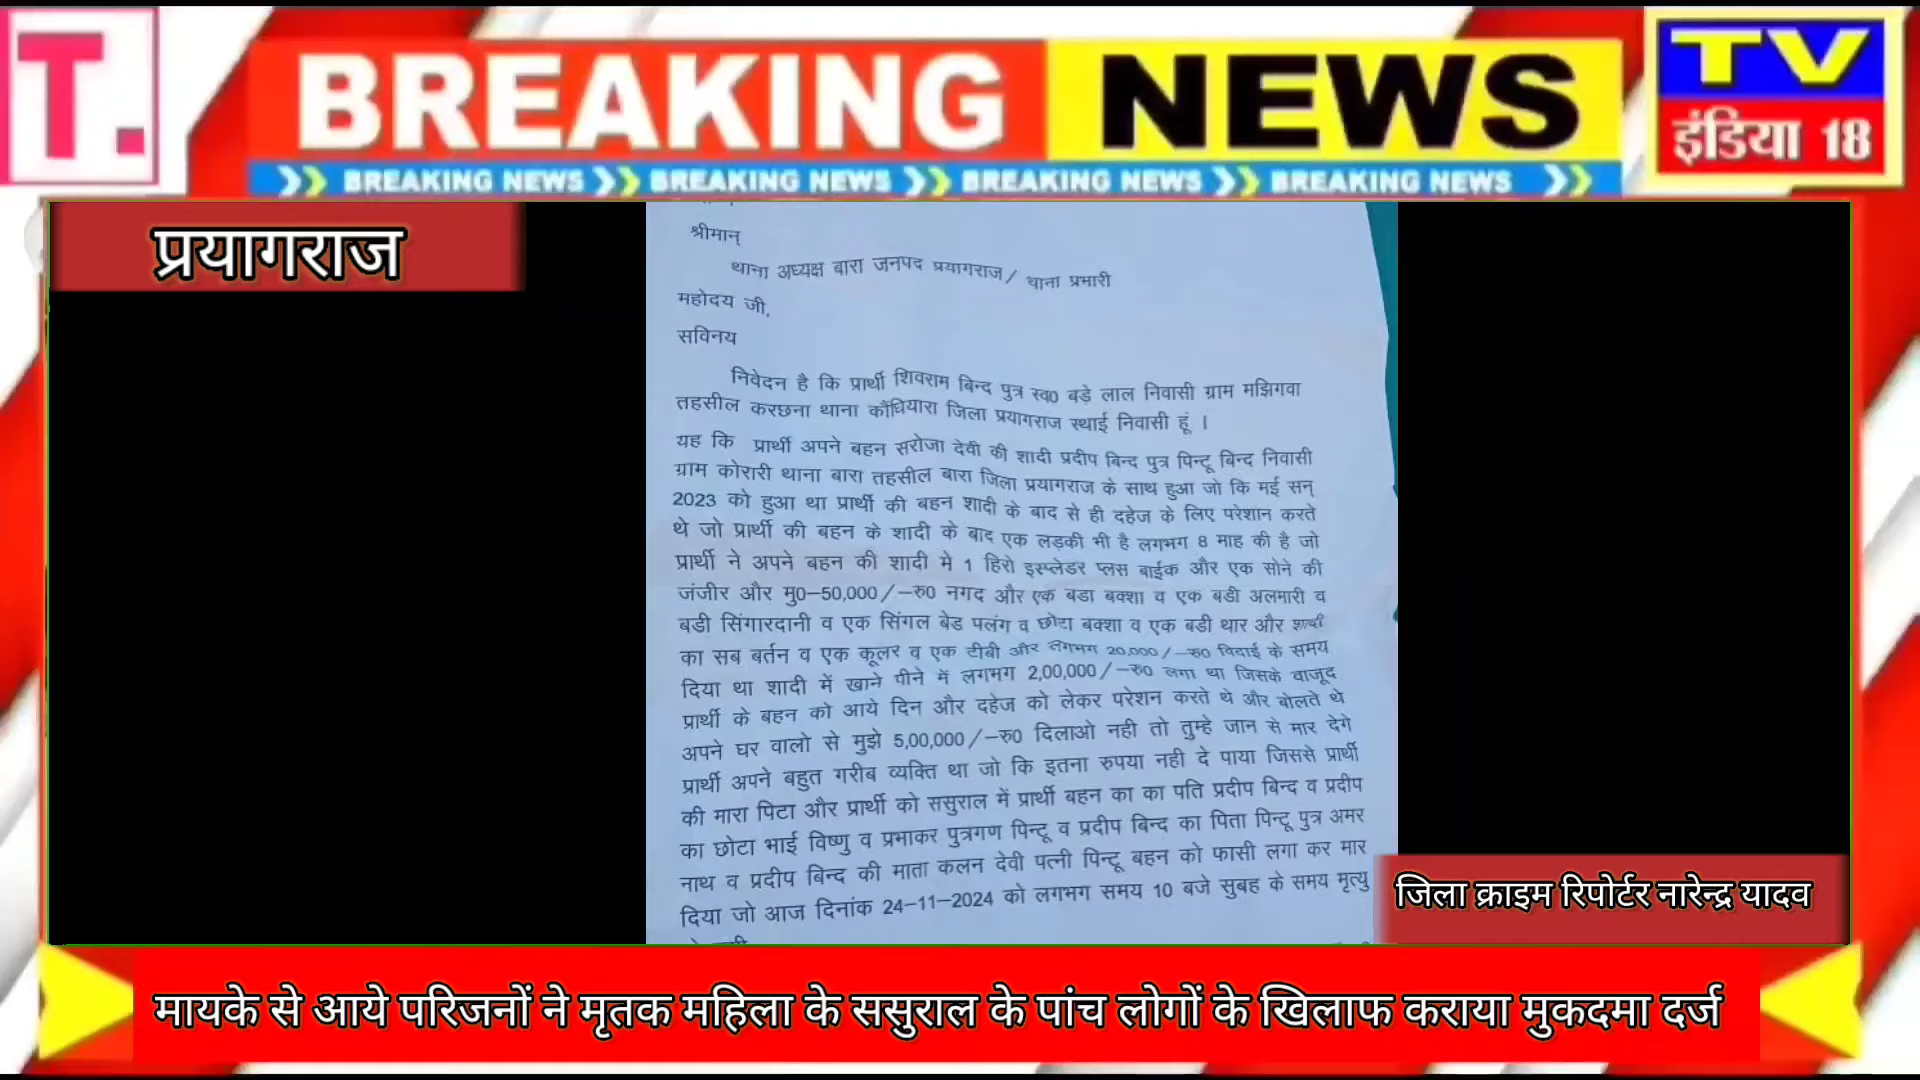 T.
BREAKING NEWS
BREAKING NEWS BREAKING NEWS BREAKING NEWS BREAKING NEWS
TV
इंडिया 18
प्रयागराज
श्रीमान्
थाना अध्यक्ष बारा जनपद प्रयागराज/ थाना प्रभारी
महोदय जी,
सविनय
निवेदन है कि प्रार्थी शिवराम बिन्द पुत्र स्व0 बड़े लाल निवासी ग्राम मझिगवा
तहसील करछना थाना कौंधियारा जिला प्रयागराज स्थाई निवासी हूं ।
यह कि प्रार्थी अपने बहन सरोजा देवी की शादी प्रदीप बिन्द पुत्र पिन्टू बिन्द निवासी
ग्राम कोरारी थाना बारा तहसील बारा जिला प्रयागराज के साथ हुआ जो कि मई सन्
2023 को हुआ था प्रार्थी की बहन शादी के बाद से ही दहेज के लिए परेशान करते
थे जो प्रार्थी की बहन के शादी के बाद एक लड़की भी है लगभग 8 माह की है जो
प्रार्थी ने अपने बहन की शादी मे 1 हिरो इस्प्लेडर प्लस बाईक और एक सोने की
जंजीर और मु0-50,000/-रु0 नगद और एक बडा बक्शा व एक बडी अलमारी व
बडी सिंगारदानी व एक सिंगल बेड पलंग व छोटा बक्शा व एक बडी थार और शादी
का सब बर्तन व एक कूलर व एक टीबी और लगभग 20,000/-रु0 विदाई के समय
दिया था शादी में खाने पीने में लगभग 2,00,000/-रु0 लगा था जिसके वाजूद
प्रार्थी के बहन को आये दिन और दहेज को लेकर परेशन करते थे और बोलते थे
अपने घर वालो से मुझे 5,00,000/-रु0 दिलाओ नही तो तुम्हे जान से मार देगे
प्रार्थी अपने बहुत गरीब व्यक्ति था जो कि इतना रुपया नही दे पाया जिससे प्रार्थी
की मारा पिटा और प्रार्थी को ससुराल में प्रार्थी बहन का का पति प्रदीप बिन्द व प्रदीप
का छोटा भाई विष्णु व प्रभाकर पुत्रगण पिन्टू व प्रदीप बिन्द का पिता पिन्टू पुत्र अमर
नाथ व प्रदीप बिन्द की माता कलन देवी पत्नी पिन्टू बहन को फासी लगा कर मार
दिया जो आज दिनांक 24-11-2024 को लगभग समय 10 बजे सुबह के समय मृत्यु
जिला क्राइम रिपोर्टर नारेन्द्र यादव
मायके से आये परिजनों ने मृतक महिला के ससुराल के पांच लोगों के खिलाफ कराया मुकदमा दर्ज